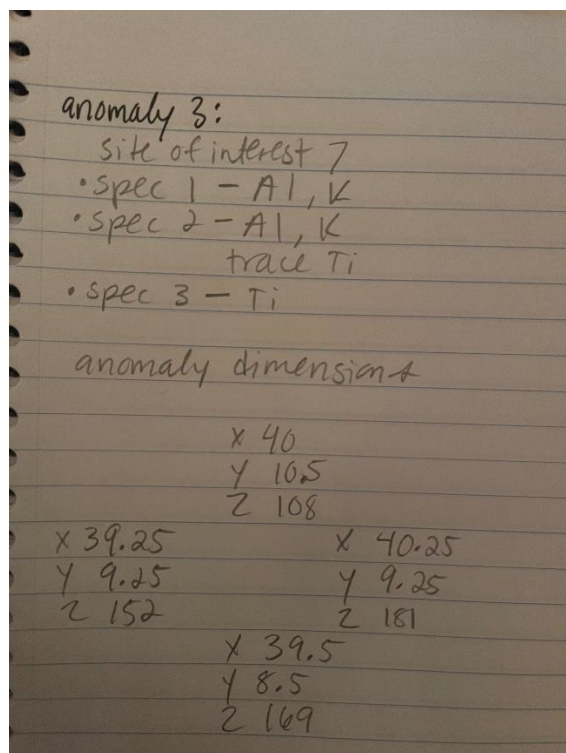 anomaly 3:
site of interest 7
• spec 1 - Al, K
• spec 2 - Al, K
trace Ti
• spec 3 - Ti
anomaly dimensions
X 40
Y 10.5
Z 108
X 39.25
Y 9.25
Z 152
X 40.25
Y 9.25
Z 181
X 39.5
Y 8.5
Z 169